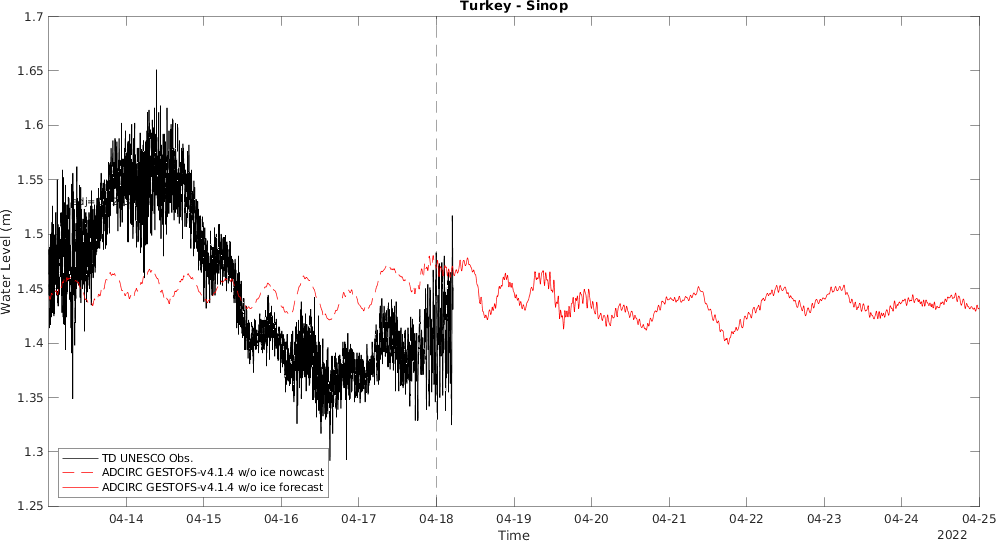 Turkey - Sinop
1.7
1.65
1.6
1.55
1.5
1.45
1.4
1.35
1.3
1.25
Water Level (m)
TD UNESCO Obs.
ADCIRC GESTOFS-v4.1.4 w/o ice nowcast
ADCIRC GESTOFS-v4.1.4 w/o ice forecast
04-14 04-15 04-16 04-17 04-18 04-19 04-20 04-21 04-22 04-23 04-24 04-25
Time
2022